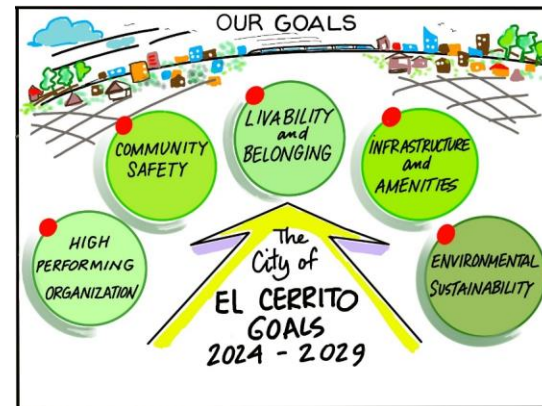 OUR GOALS
HIGH
PERFORMING
ORGANIZATION
COMMUNITY
SAFETY
LIVABILITY
and
BELONGING
INFRASTRUCTURE
and
AMENITIES
ENVIRONMENTAL
SUSTAINABILITY
The
City of
EL CERRITO
GOALS
2024 - 2029